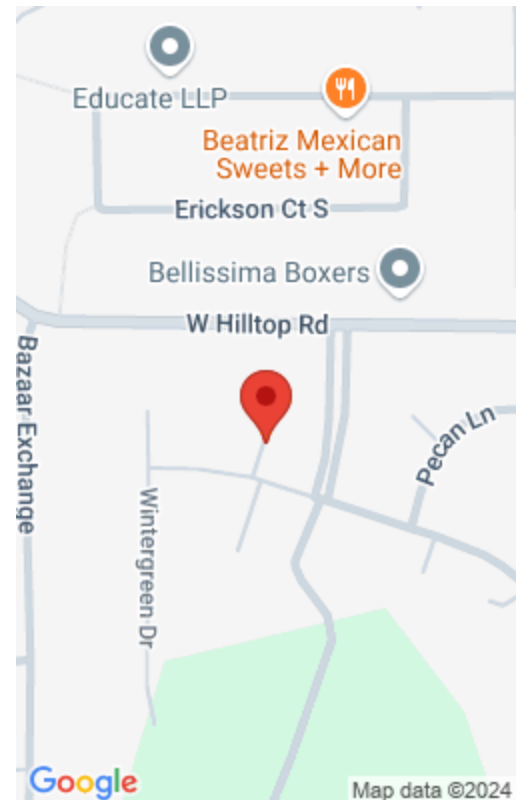 Educate LLP
Beatriz Mexican
Sweets + More
Erickson Ct S
Bellissima Boxers
W Hilltop Rd
Bazaar Exchange
Pecan Ln
Wintergreen Dr
Google
Map data ©2024